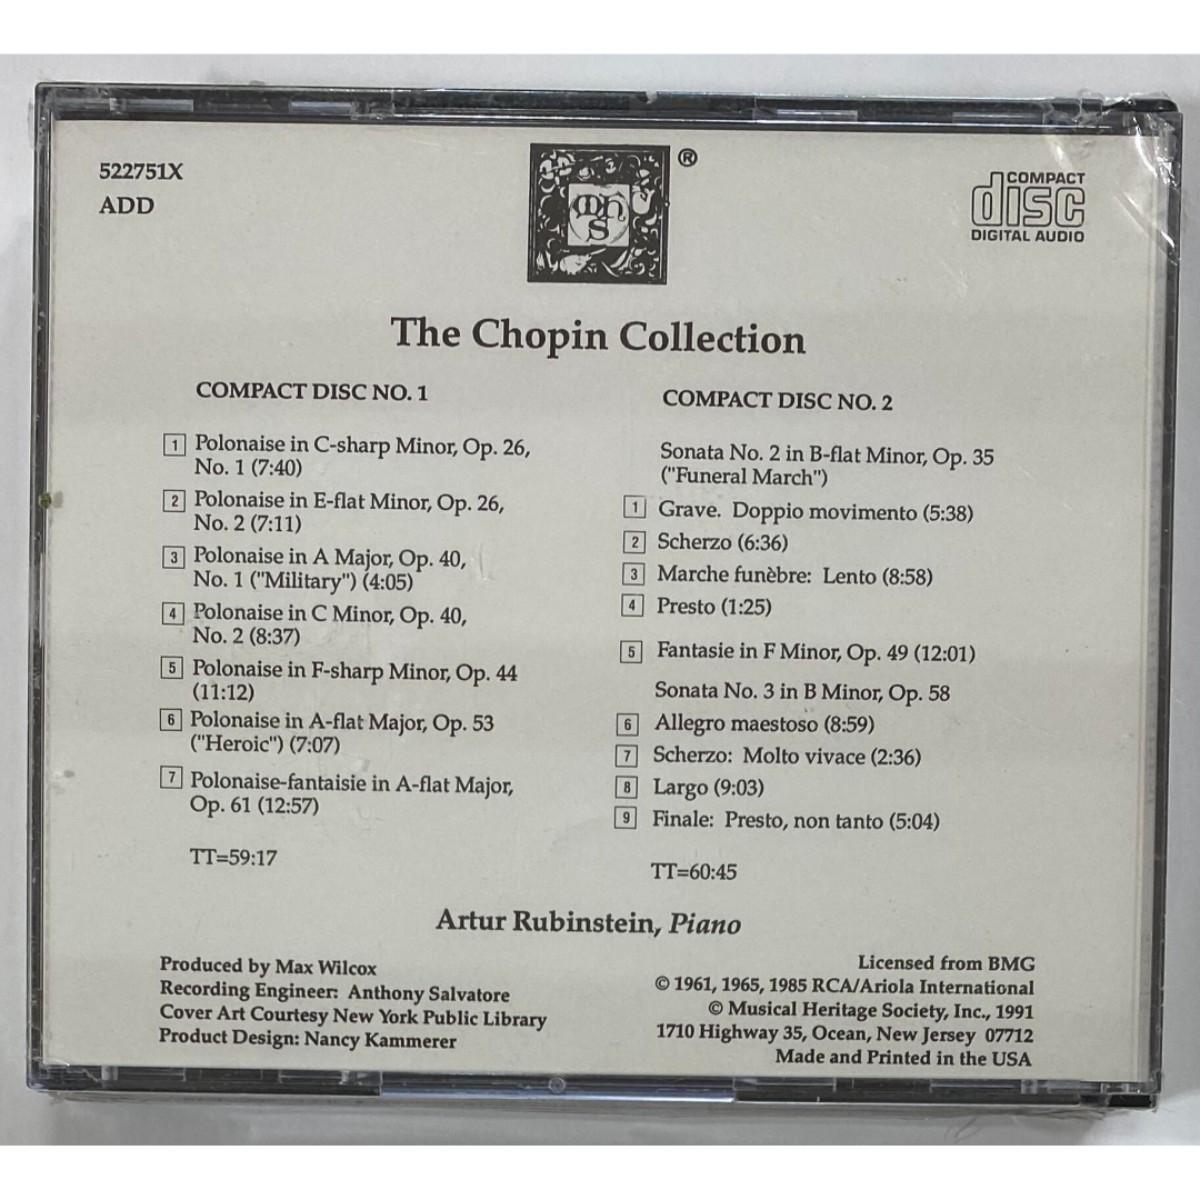 522751X
ADD
mhs
®
COMPACT
disc
DIGITAL AUDIO
The Chopin Collection
COMPACT DISC NO. 1
1 Polonaise in C-sharp Minor, Op. 26,
No. 1 (7:40)
2 Polonaise in E-flat Minor, Op. 26,
No. 2 (7:11)
3 Polonaise in A Major, Op. 40,
No. 1 ("Military") (4:05)
4 Polonaise in C Minor, Op. 40,
No. 2 (8:37)
5 Polonaise in F-sharp Minor, Op. 44
(11:12)
6 Polonaise in A-flat Major, Op. 53
("Heroic") (7:07)
7 Polonaise-fantaisie in A-flat Major,
Op. 61 (12:57)
TT=59:17
COMPACT DISC NO. 2
Sonata No. 2 in B-flat Minor, Op. 35
("Funeral March")
1 Grave. Doppio movimento (5:38)
2 Scherzo (6:36)
3 Marche funèbre: Lento (8:58)
4 Presto (1:25)
5 Fantasie in F Minor, Op. 49 (12:01)
Sonata No. 3 in B Minor, Op. 58
6 Allegro maestoso (8:59)
7 Scherzo: Molto vivace (2:36)
8 Largo (9:03)
9 Finale: Presto, non tanto (5:04)
TT=60:45
Artur Rubinstein, Piano
Produced by Max Wilcox
Recording Engineer: Anthony Salvatore
Cover Art Courtesy New York Public Library
Product Design: Nancy Kammerer
Licensed from BMG
© 1961, 1965, 1985 RCA/Ariola International
© Musical Heritage Society, Inc., 1991
1710 Highway 35, Ocean, New Jersey 07712
Made and Printed in the USA